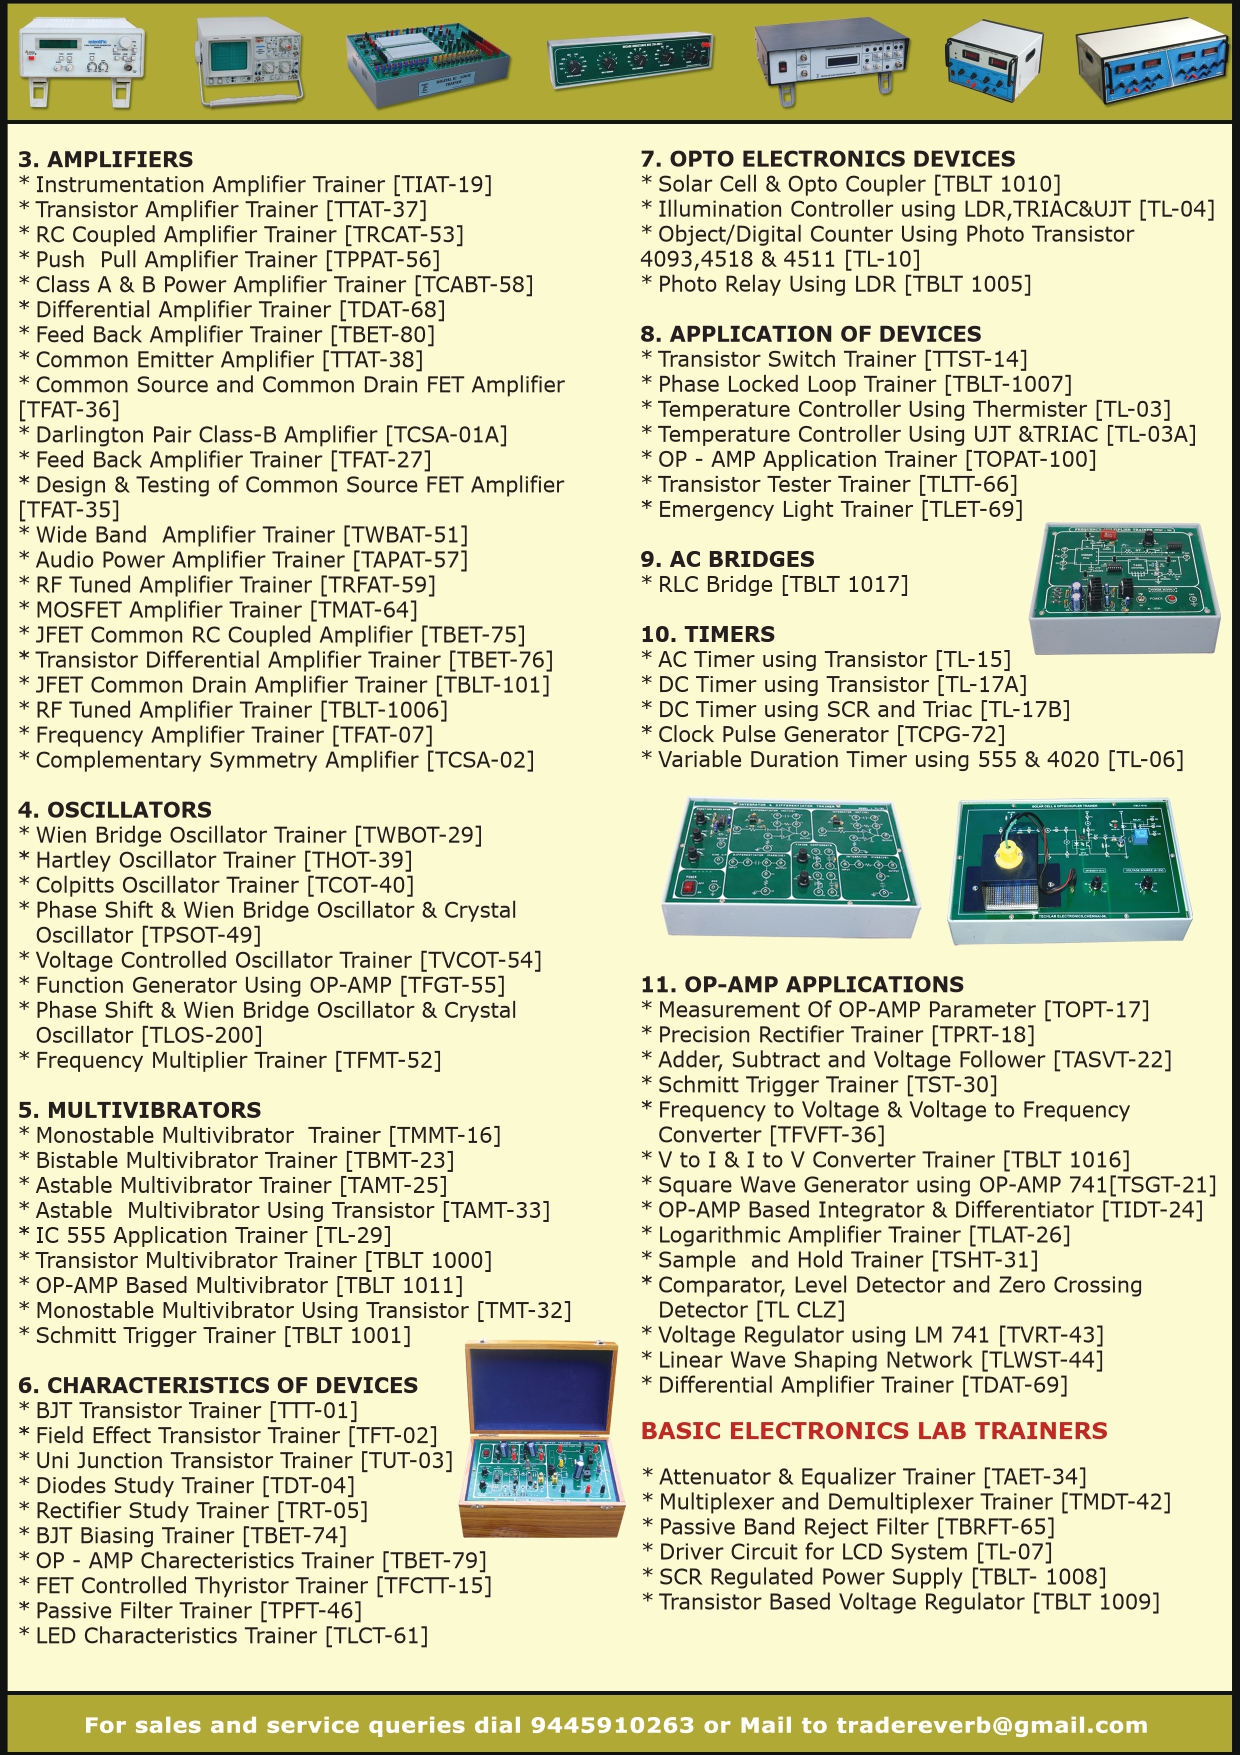 3. AMPLIFIERS
* Instrumentation Amplifier Trainer [TIAT-19]
* Transistor Amplifier Trainer [TTAT-37]
* RC Coupled Amplifier Trainer [TRCAT-53]
* Push  Pull Amplifier Trainer [TPPAT-56]
* Class A & B Power Amplifier Trainer [TCABT-58]
* Differential Amplifier Trainer [TDAT-68]
* Feed Back Amplifier Trainer [TBET-80]
* Common Emitter Amplifier [TTAT-38]
* Common Source and Common Drain FET Amplifier
[TFAT-36]
* Darlington Pair Class-B Amplifier [TCSA-01A]
* Feed Back Amplifier Trainer [TFAT-27]
* Design & Testing of Common Source FET Amplifier
[TFAT-35]
* Wide Band  Amplifier Trainer [TWBAT-51]
* Audio Power Amplifier Trainer [TAPAT-57]
* RF Tuned Amplifier Trainer [TRFAT-59]
* MOSFET Amplifier Trainer [TMAT-64]
* JFET Common RC Coupled Amplifier [TBET-75]
* Transistor Differential Amplifier Trainer [TBET-76]
* JFET Common Drain Amplifier Trainer [TBLT-101]
* RF Tuned Amplifier Trainer [TBLT-1006]
* Frequency Amplifier Trainer [TFAT-07]
* Complementary Symmetry Amplifier [TCSA-02]
4. OSCILLATORS
* Wien Bridge Oscillator Trainer [TWBOT-29]
* Hartley Oscillator Trainer [THOT-39]
* Colpitts Oscillator Trainer [TCOT-40]
* Phase Shift & Wien Bridge Oscillator & Crystal
Oscillator [TPSOT-49]
* Voltage Controlled Oscillator Trainer [TVCOT-54]
* Function Generator Using OP-AMP [TFGT-55]
* Phase Shift & Wien Bridge Oscillator & Crystal
Oscillator [TLOS-200]
* Frequency Multiplier Trainer [TFMT-52]
5. MULTIVIBRATORS
* Monostable Multivibrator  Trainer [TMMT-16]
* Bistable Multivibrator Trainer [TBMT-23]
* Astable Multivibrator Trainer [TAMT-25]
* Astable  Multivibrator Using Transistor [TAMT-33]
* IC 555 Application Trainer [TL-29]
* Transistor Multivibrator Trainer [TBLT 1000]
* OP-AMP Based Multivibrator [TBLT 1011]
* Monostable Multivibrator Using Transistor [TMT-32]
* Schmitt Trigger Trainer [TBLT 1001]
6. CHARACTERISTICS OF DEVICES
* BJT Transistor Trainer [TTT-01]
* Field Effect Transistor Trainer [TFT-02]
* Uni Junction Transistor Trainer [TUT-03]
* Diodes Study Trainer [TDT-04]
* Rectifier Study Trainer [TRT-05]
* BJT Biasing Trainer [TBET-74]
* OP - AMP Charecteristics Trainer [TBET-79]
* FET Controlled Thyristor Trainer [TFCTT-15]
* Passive Filter Trainer [TPFT-46]
* LED Characteristics Trainer [TLCT-61]
7. OPTO ELECTRONICS DEVICES
* Solar Cell & Opto Coupler [TBLT 1010]
* Illumination Controller using LDR,TRIAC&UJT [TL-04]
* Object/Digital Counter Using Photo Transistor
4093,4518 & 4511 [TL-10]
* Photo Relay Using LDR [TBLT 1005]
8. APPLICATION OF DEVICES
* Transistor Switch Trainer [TTST-14]
* Phase Locked Loop Trainer [TBLT-1007]
* Temperature Controller Using Thermister [TL-03]
* Temperature Controller Using UJT &TRIAC [TL-03A]
* OP - AMP Application Trainer [TOPAT-100]
* Transistor Tester Trainer [TLTT-66]
* Emergency Light Trainer [TLET-69]
9. AC BRIDGES
* RLC Bridge [TBLT 1017]
10. TIMERS
* AC Timer using Transistor [TL-15]
* DC Timer using Transistor [TL-17A]
* DC Timer using SCR and Triac [TL-17B]
* Clock Pulse Generator [TCPG-72]
* Variable Duration Timer using 555 & 4020 [TL-06]
INTEGRATOR & DIFFERENTIATOR TRAINER
SOLAR CELL & OPTOCOUPLER TRAINER
TECHLAB ELECTRONICS,CHENNAI
11. OP-AMP APPLICATIONS
* Measurement Of OP-AMP Parameter [TOPT-17]
* Precision Rectifier Trainer [TPRT-18]
* Adder, Subtract and Voltage Follower [TASVT-22]
* Schmitt Trigger Trainer [TST-30]
* Frequency to Voltage & Voltage to Frequency
Converter [TFVFT-36]
* V to I & I to V Converter Trainer [TBLT 1016]
* Square Wave Generator using OP-AMP 741[TSGT-21]
* OP-AMP Based Integrator & Differentiator [TIDT-24]
* Logarithmic Amplifier Trainer [TLAT-26]
* Sample  and Hold Trainer [TSHT-31]
* Comparator, Level Detector and Zero Crossing
Detector [TL CLZ]
* Voltage Regulator using LM 741 [TVRT-43]
* Linear Wave Shaping Network [TLWST-44]
* Differential Amplifier Trainer [TDAT-69]
BASIC ELECTRONICS LAB TRAINERS
* Attenuator & Equalizer Trainer [TAET-34]
* Multiplexer and Demultiplexer Trainer [TMDT-42]
* Passive Band Reject Filter [TBRFT-65]
* Driver Circuit for LCD System [TL-07]
* SCR Regulated Power Supply [TBLT- 1008]
* Transistor Based Voltage Regulator [TBLT 1009]
For sales and service queries dial 9445910263 or Mail to tradereverb@gmail.com